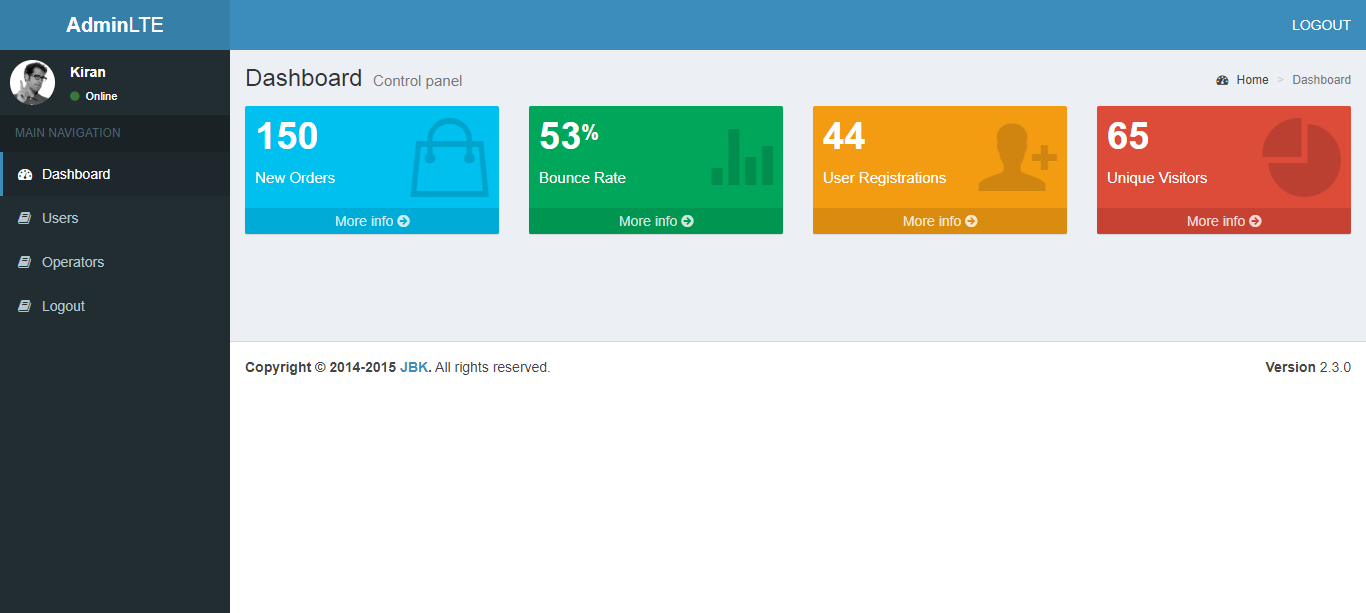 AdminLTE
LOGOUT
Kiran
Online
MAIN NAVIGATION
Dashboard
Users
Operators
Logout
Dashboard Control panel
Home > Dashboard
150
New Orders
More info
53%
Bounce Rate
More info
44
User Registrations
More info
65
Unique Visitors
More info
Copyright © 2014-2015 JBK. All rights reserved.
Version 2.3.0